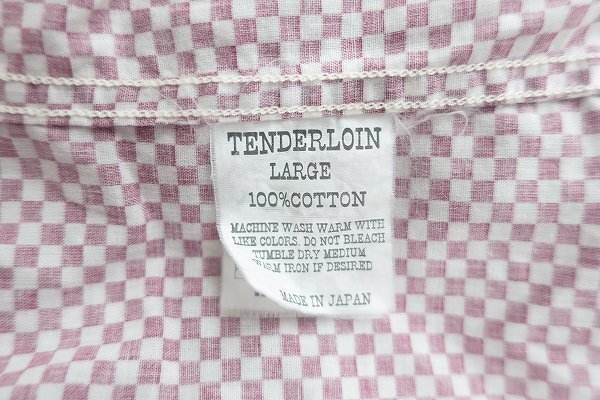 TENDERLOIN
LARGE
100%COTTON
MACHINE WASH WARM WITH
LIKE COLORS. DO NOT BLEACH
TUMBLE DRY MEDIUM
WARM IRON IF DESIRED
MADE IN JAPAN